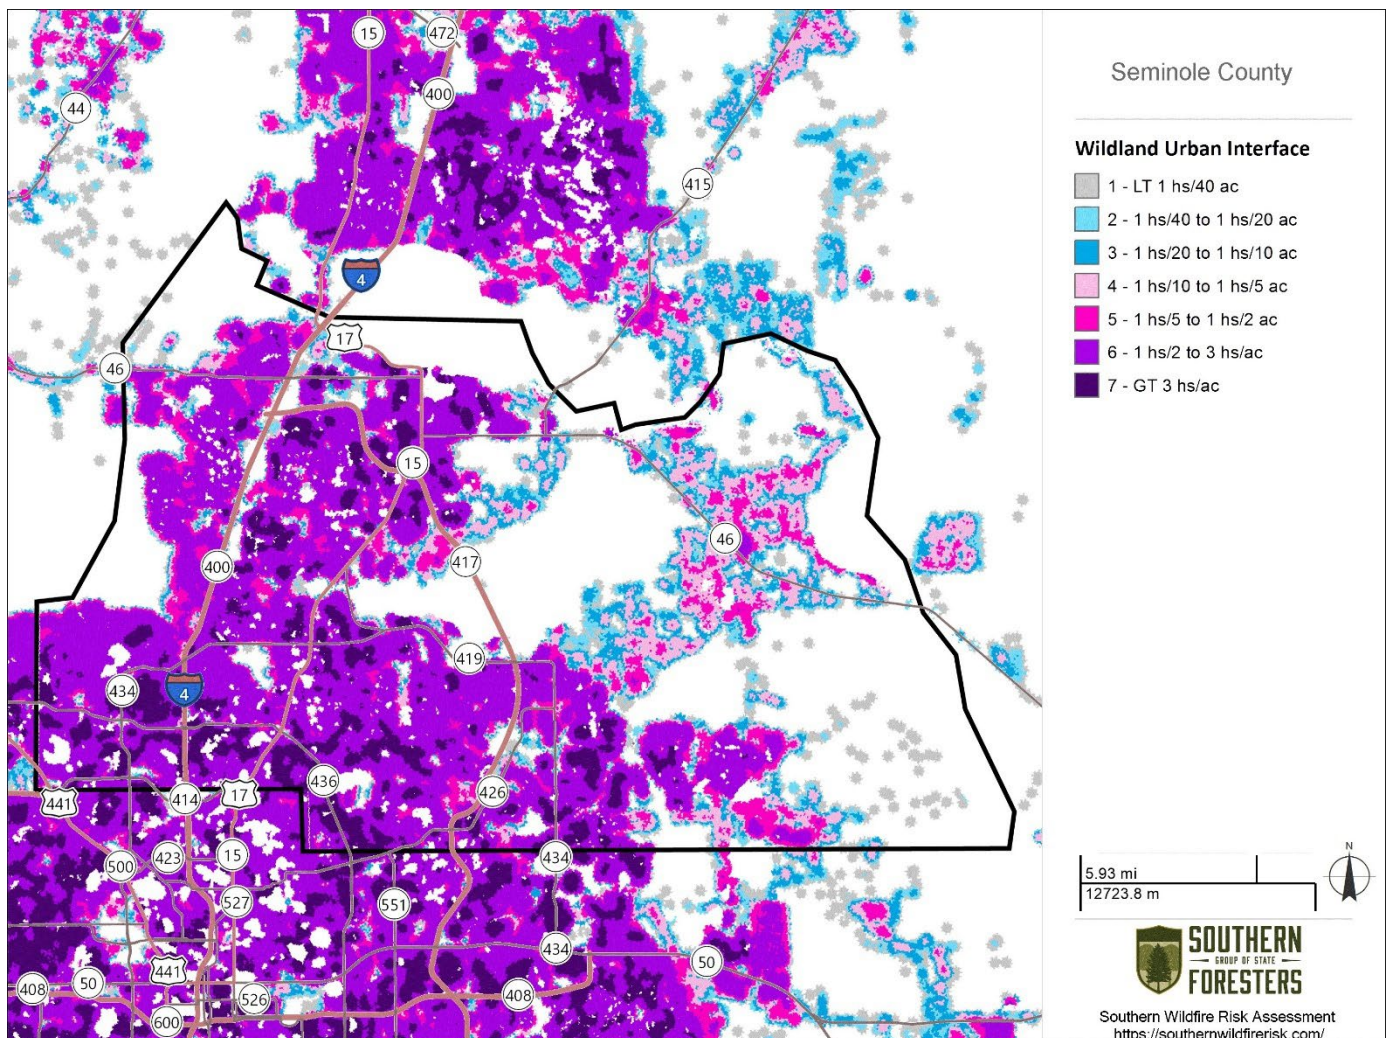 Seminole County
Wildland Urban Interface
1 - LT 1 hs/40 ac
2 - 1 hs/40 to 1 hs/20 ac
3 - 1 hs/20 to 1 hs/10 ac
4 - 1 hs/10 to 1 hs/5 ac
5 - 1 hs/5 to 1 hs/2 ac
6 - 1 hs/2 to 3 hs/ac
7 - GT 3 hs/ac
15
472
400
44
415
4
17
46
15
46
400
417
419
434
4
436
441
414
17
426
500
423
15
434
527
551
434
441
50
408
50
526
408
600
N
5.93 mi
12723.8 m
SOUTHERN
GROUP OF STATE
FORESTERS
Southern Wildfire Risk Assessment
https://southernwildfirerisk.com/